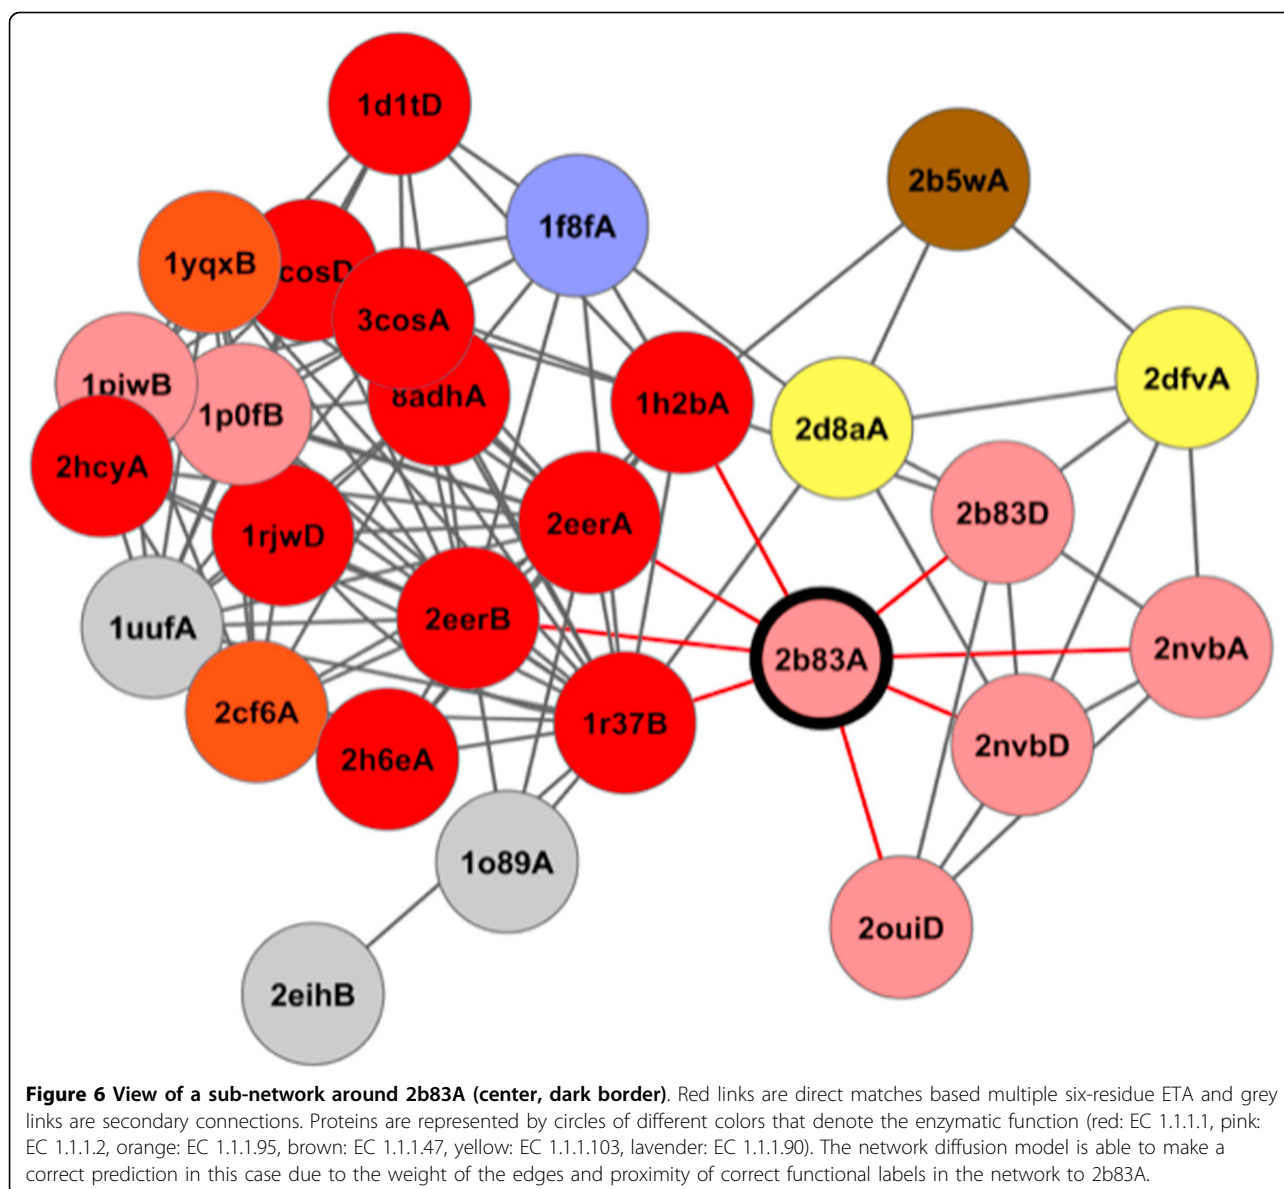 1d1tD
2b5wA
1f8fA
1yqxB
cosD
3cosA
2dfvA
1piwB
8adhA
1h2bA
1p0fB
2d8aA
2hcyA
2b83D
2eerA
1rjwD
2eerB
1uufA
2nvbA
2b83A
2cf6A
1r37B
2nvbD
2h6eA
1o89A
2ouiD
2eihB
Figure 6 View of a sub-network around 2b83A (center, dark border). Red links are direct matches based multiple six-residue ETA and grey
links are secondary connections. Proteins are represented by circles of different colors that denote the enzymatic function (red: EC 1.1.1.1, pink:
EC 1.1.1.2, orange: EC 1.1.1.95, brown: EC 1.1.1.47, yellow: EC 1.1.1.103, lavender: EC 1.1.1.90). The network diffusion model is able to make a
correct prediction in this case due to the weight of the edges and proximity of correct functional labels in the network to 2b83A.